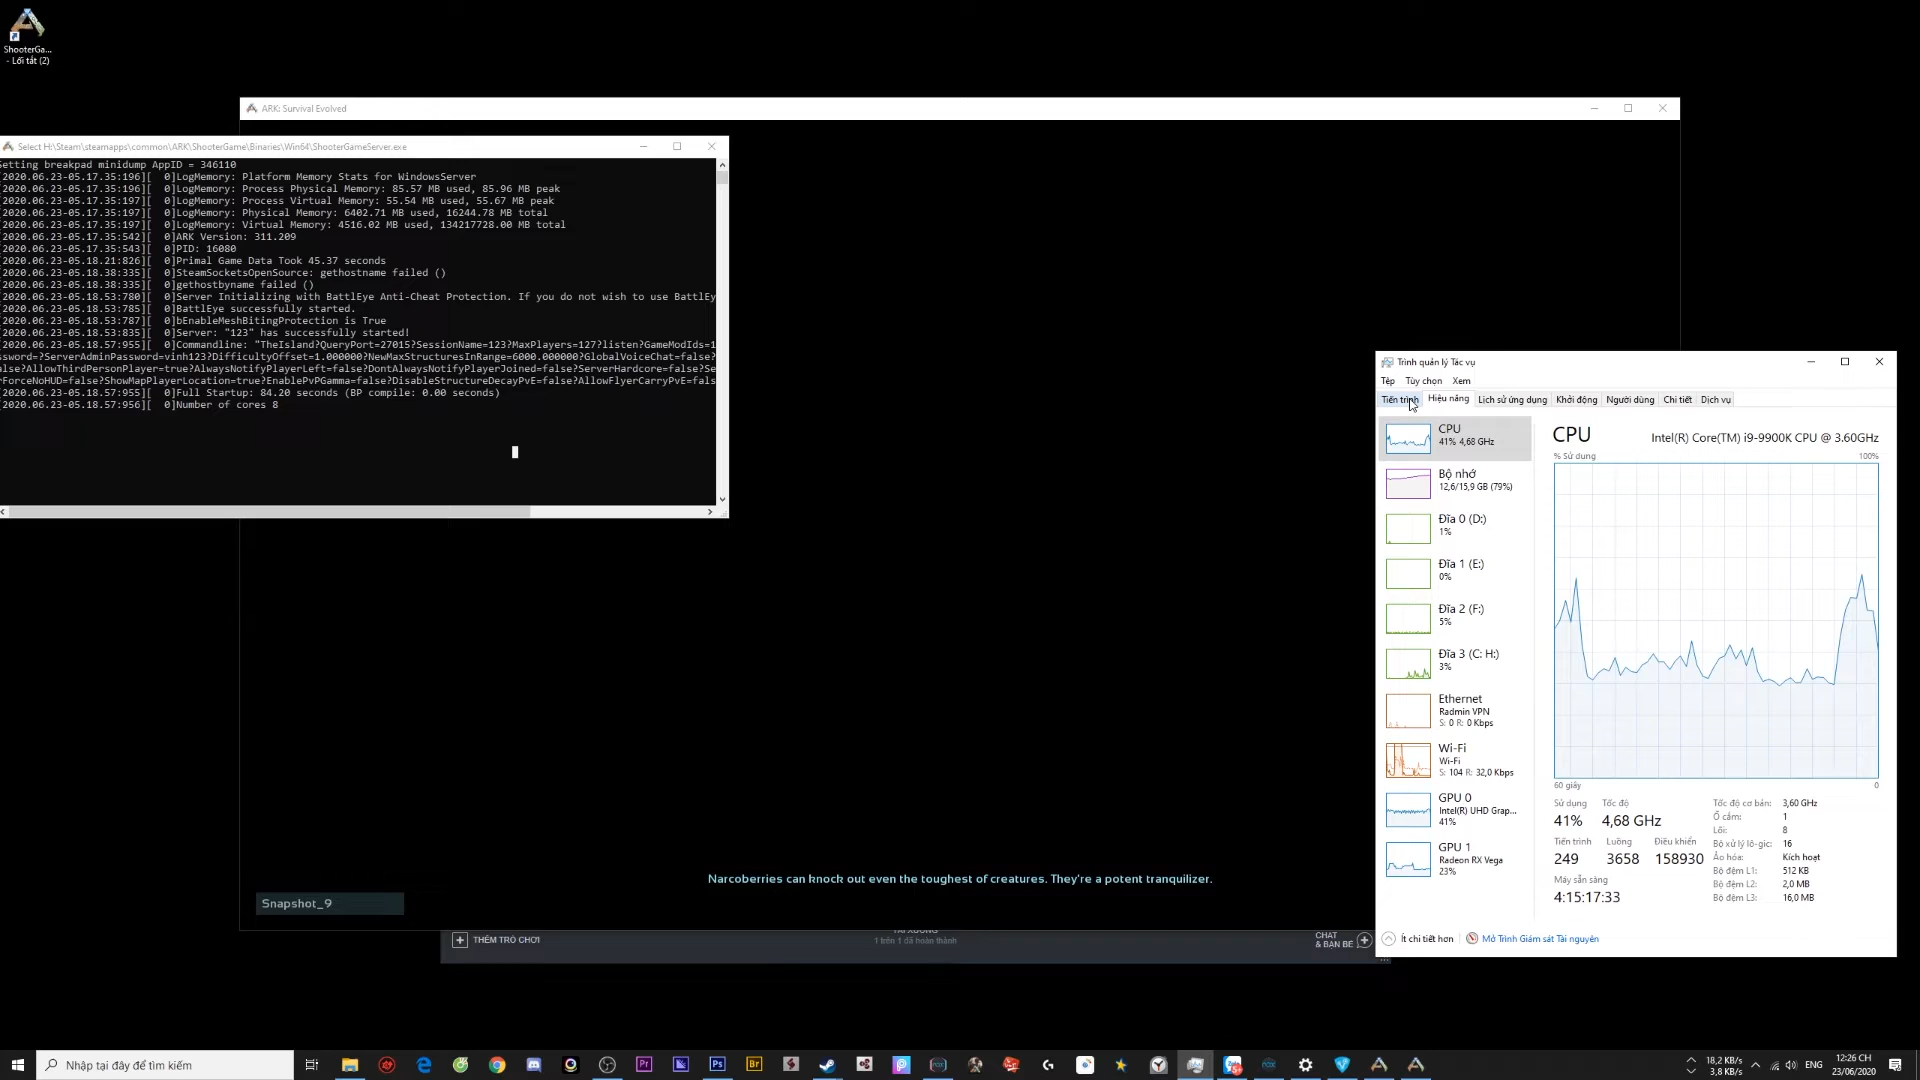 ShooterGa...
- Lối tắt (2)
ARK: Survival Evolved
Select H:\Steam\steamapps\common\ARK\ShooterGame\Binaries\Win64\ShooterGameServer.exe
Setting breakpad minidump AppID = 346110
[2020.06.23-05.17.35:196][  0]LogMemory: Platform Memory Stats for WindowsServer
[2020.06.23-05.17.35:196][  0]LogMemory: Process Physical Memory: 85.57 MB used, 85.96 MB peak
[2020.06.23-05.17.35:197][  0]LogMemory: Process Virtual Memory: 55.54 MB used, 55.67 MB peak
[2020.06.23-05.17.35:197][  0]LogMemory: Physical Memory: 6402.71 MB used, 16244.78 MB total
[2020.06.23-05.17.35:197][  0]LogMemory: Virtual Memory: 4516.02 MB used, 134217728.00 MB total
[2020.06.23-05.17.35:542][  0]ARK Version: 311.209
[2020.06.23-05.17.35:543][  0]PID: 16080
[2020.06.23-05.18.21:826][  0]Primal Game Data Took 45.37 seconds
[2020.06.23-05.18.38:335][  0]SteamSocketsOpenSource: gethostname failed ()
[2020.06.23-05.18.38:335][  0]gethostbyname failed ()
[2020.06.23-05.18.53:780][  0]Server Initializing with BattlEye Anti-Cheat Protection. If you do not wish to use BattlEy
[2020.06.23-05.18.53:785][  0]BattlEye successfully started.
[2020.06.23-05.18.53:787][  0]bEnableMeshBitingProtection is True
[2020.06.23-05.18.53:835][  0]Server: "123" has successfully started!
[2020.06.23-05.18.57:955][  0]Commandline: "TheIsland?QueryPort=27015?SessionName=123?MaxPlayers=127?listen?GameModIds=1
ssword=?ServerAdminPassword=vinh123?DifficultyOffset=1.000000?NewMaxStructuresInRange=6000.000000?GlobalVoiceChat=false?
alse?AllowThirdPersonPlayer=true?AlwaysNotifyPlayerLeft=false?DontAlwaysNotifyPlayerJoined=false?ServerHardcore=false?Se
rForceNoHUD=false?ShowMapPlayerLocation=true?EnablePvPGamma=false?DisableStructureDecayPvE=false?AllowFlyerCarryPvE=fals
[2020.06.23-05.18.57:955][  0]Full Startup: 84.20 seconds (BP compile: 0.00 seconds)
[2020.06.23-05.18.57:956][  0]Number of cores 8
Trình quản lý Tác vụ
Tệp Tùy chọn Xem
Tiến trình Hiệu năng Lịch sử ứng dụng Khởi động Người dùng Chi tiết Dịch vụ
CPU
41% 4,68 GHz
Bộ nhớ
12,6/15,9 GB (79%)
Đĩa 0 (D:)
1%
Đĩa 1 (E:)
0%
Đĩa 2 (F:)
5%
Đĩa 3 (C: H:)
3%
Ethernet
Radmin VPN
S: 0 R: 0 Kbps
Wi-Fi
Wi-Fi
S: 104 R: 32,0 Kbps
GPU 0
Intel(R) UHD Grap...
41%
GPU 1
Radeon RX Vega
23%
CPU Intel(R) Core(TM) i9-9900K CPU @ 3.60GHz
% Sử dụng 100%
60 giây 0
Sử dụng Tốc độ
41% 4,68 GHz
Tiến trình Luồng Điều khiển
249 3658 158930
Máy sẵn sàng
4:15:17:33
Tốc độ cơ bản: 3,60 GHz
Ổ cắm: 1
Lõi: 8
Bộ xử lý lô-gic: 16
Ảo hóa: Kích hoạt
Bộ đệm L1: 512 KB
Bộ đệm L2: 2,0 MB
Bộ đệm L3: 16,0 MB
Ít chi tiết hơn Mở Trình Giám sát Tài nguyên
Narcoberries can knock out even the toughest of creatures. They're a potent tranquilizer.
Snapshot_9
THÊM TRÒ CHƠI
1 trên 1 đã hoàn thành
CHAT
& BẠN BÈ
Nhập tại đây để tìm kiếm
Pr
Ps
Br
18,2 KB/s
3,8 KB/s
ENG
12:26 CH
23/06/2020